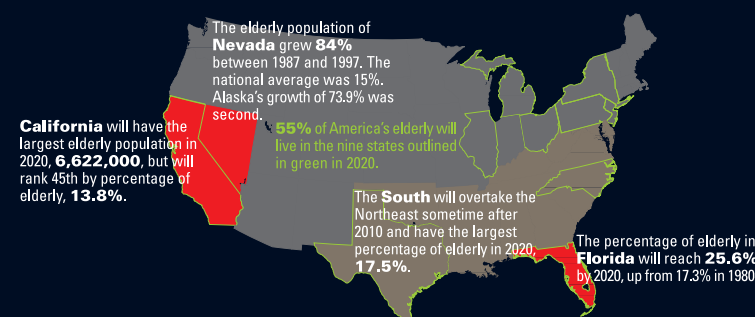 The elderly population of
Nevada grew 84%
between 1987 and 1997. The
national average was 15%.
Alaska's growth of 73.9% was
second.
California will have the
largest elderly population in
2020, 6,622,000, but will
rank 45th by percentage of
elderly, 13.8%.
55% of America's elderly will
live in the nine states outlined
in green in 2020.
The South will overtake the
Northeast sometime after
2010 and have the largest
percentage of elderly in 2020,
17.5%.
The percentage of elderly in
Florida will reach 25.6%
by 2020, up from 17.3% in 1980